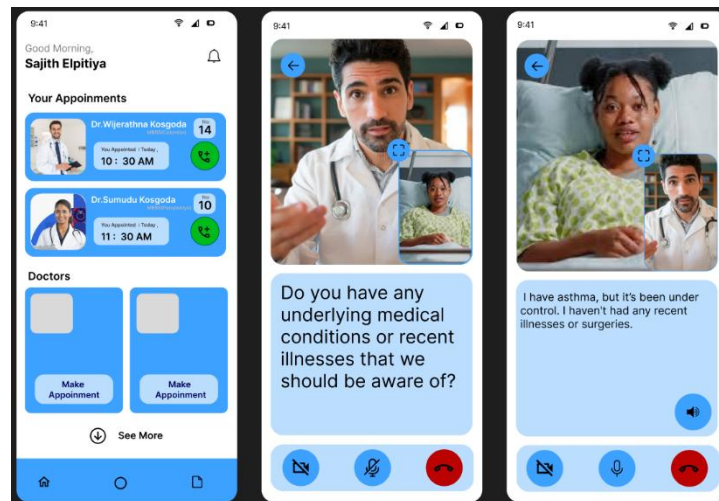 9:41
Good Morning,
Sajith Elpitiya
Your Appoinments
Dr.Wijerathna Kosgoda
No
14
You Appointed : Today ,
10 : 30 AM
Dr.Sumudu Kosgoda
No
10
You Appointed : Today ,
11 : 30 AM
Doctors
Make
Appoinment
Make
Appoinment
See More
9:41
Do you have any
underlying medical
conditions or recent
illnesses that we
should be aware of?
9:41
I have asthma, but it's been under
control. I haven't had any recent
illnesses or surgeries.